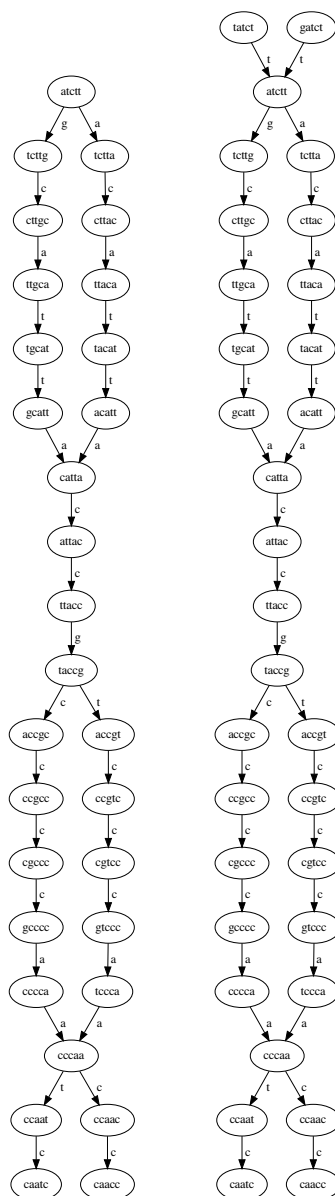 tatct gatct
t t
atctt atctt
g a g a
tcttg tctta tcttg tctta
c c c c
cttgc cttac cttgc cttac
a a a a
ttgca ttaca ttgca ttaca
t t t t
tgcat tacat tgcat tacat
t t t t
gcatt acatt gcatt acatt
a a a a
catta catta
c c
attac attac
c c
ttacc ttacc
g g
taccg taccg
c t c t
accgc accgt accgc accgt
c c c c
ccgcc ccgtc ccgcc ccgtc
c c c c
cgccc cgtcc cgccc cgtcc
c c c c
gcccc gtccc gcccc gtccc
a a a a
cccca tccca cccca tccca
a a a a
cccaa cccaa
t c t c
ccaat ccaac ccaat ccaac
c c c c
caatc caacc caatc caacc